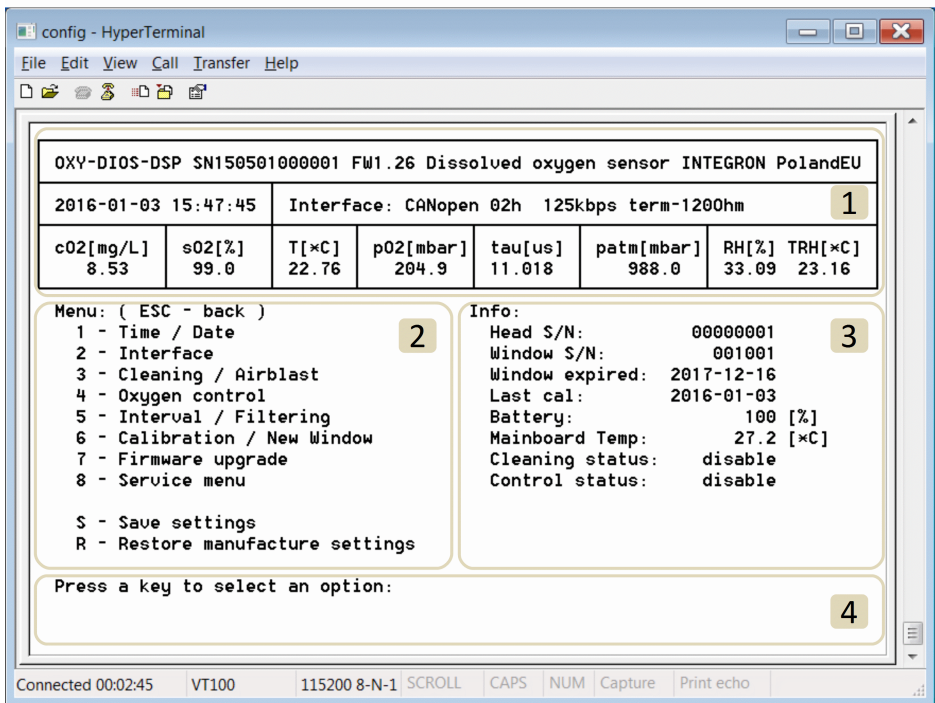 config - HyperTerminal
File Edit View Call Transfer Help
OXY-DIOS-DSP SN150501000001 FW1.26 Dissolved oxygen sensor INTEGRON PolandEU
2016-01-03 15:47:45 Interface: CANopen 02h 125kbps term-120Ohm
1
cO2[mg/L] sO2[%] T[*C] pO2[mbar] tau[us] patm[mbar] RH[%] TRH[*C]
8.53 99.0 22.76 204.9 11.018 988.0 33.09 23.16
Menu: ( ESC - back )
1 - Time / Date
2 - Interface
3 - Cleaning / Airblast
4 - Oxygen control
5 - Interval / Filtering
6 - Calibration / New Window
7 - Firmware upgrade
8 - Service menu
S - Save settings
R - Restore manufacture settings
2
Info:
Head S/N: 00000001
Window S/N: 001001
Window expired: 2017-12-16
Last cal: 2016-01-03
Battery: 100 [%]
Mainboard Temp: 27.2 [*C]
Cleaning status: disable
Control status: disable
3
Press a key to select an option:
4
Connected 00:02:45 VT100 115200 8-N-1 SCROLL CAPS NUM Capture Print echo